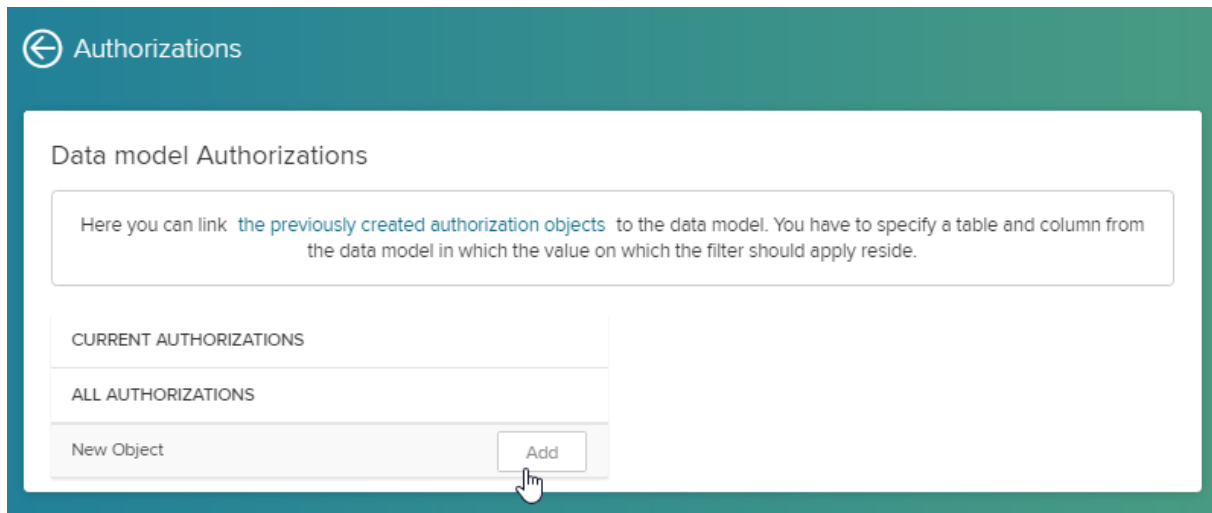 Authorizations
Data model Authorizations
Here you can link the previously created authorization objects to the data model. You have to specify a table and column from
the data model in which the value on which the filter should apply reside.
CURRENT AUTHORIZATIONS
ALL AUTHORIZATIONS
New Object Add